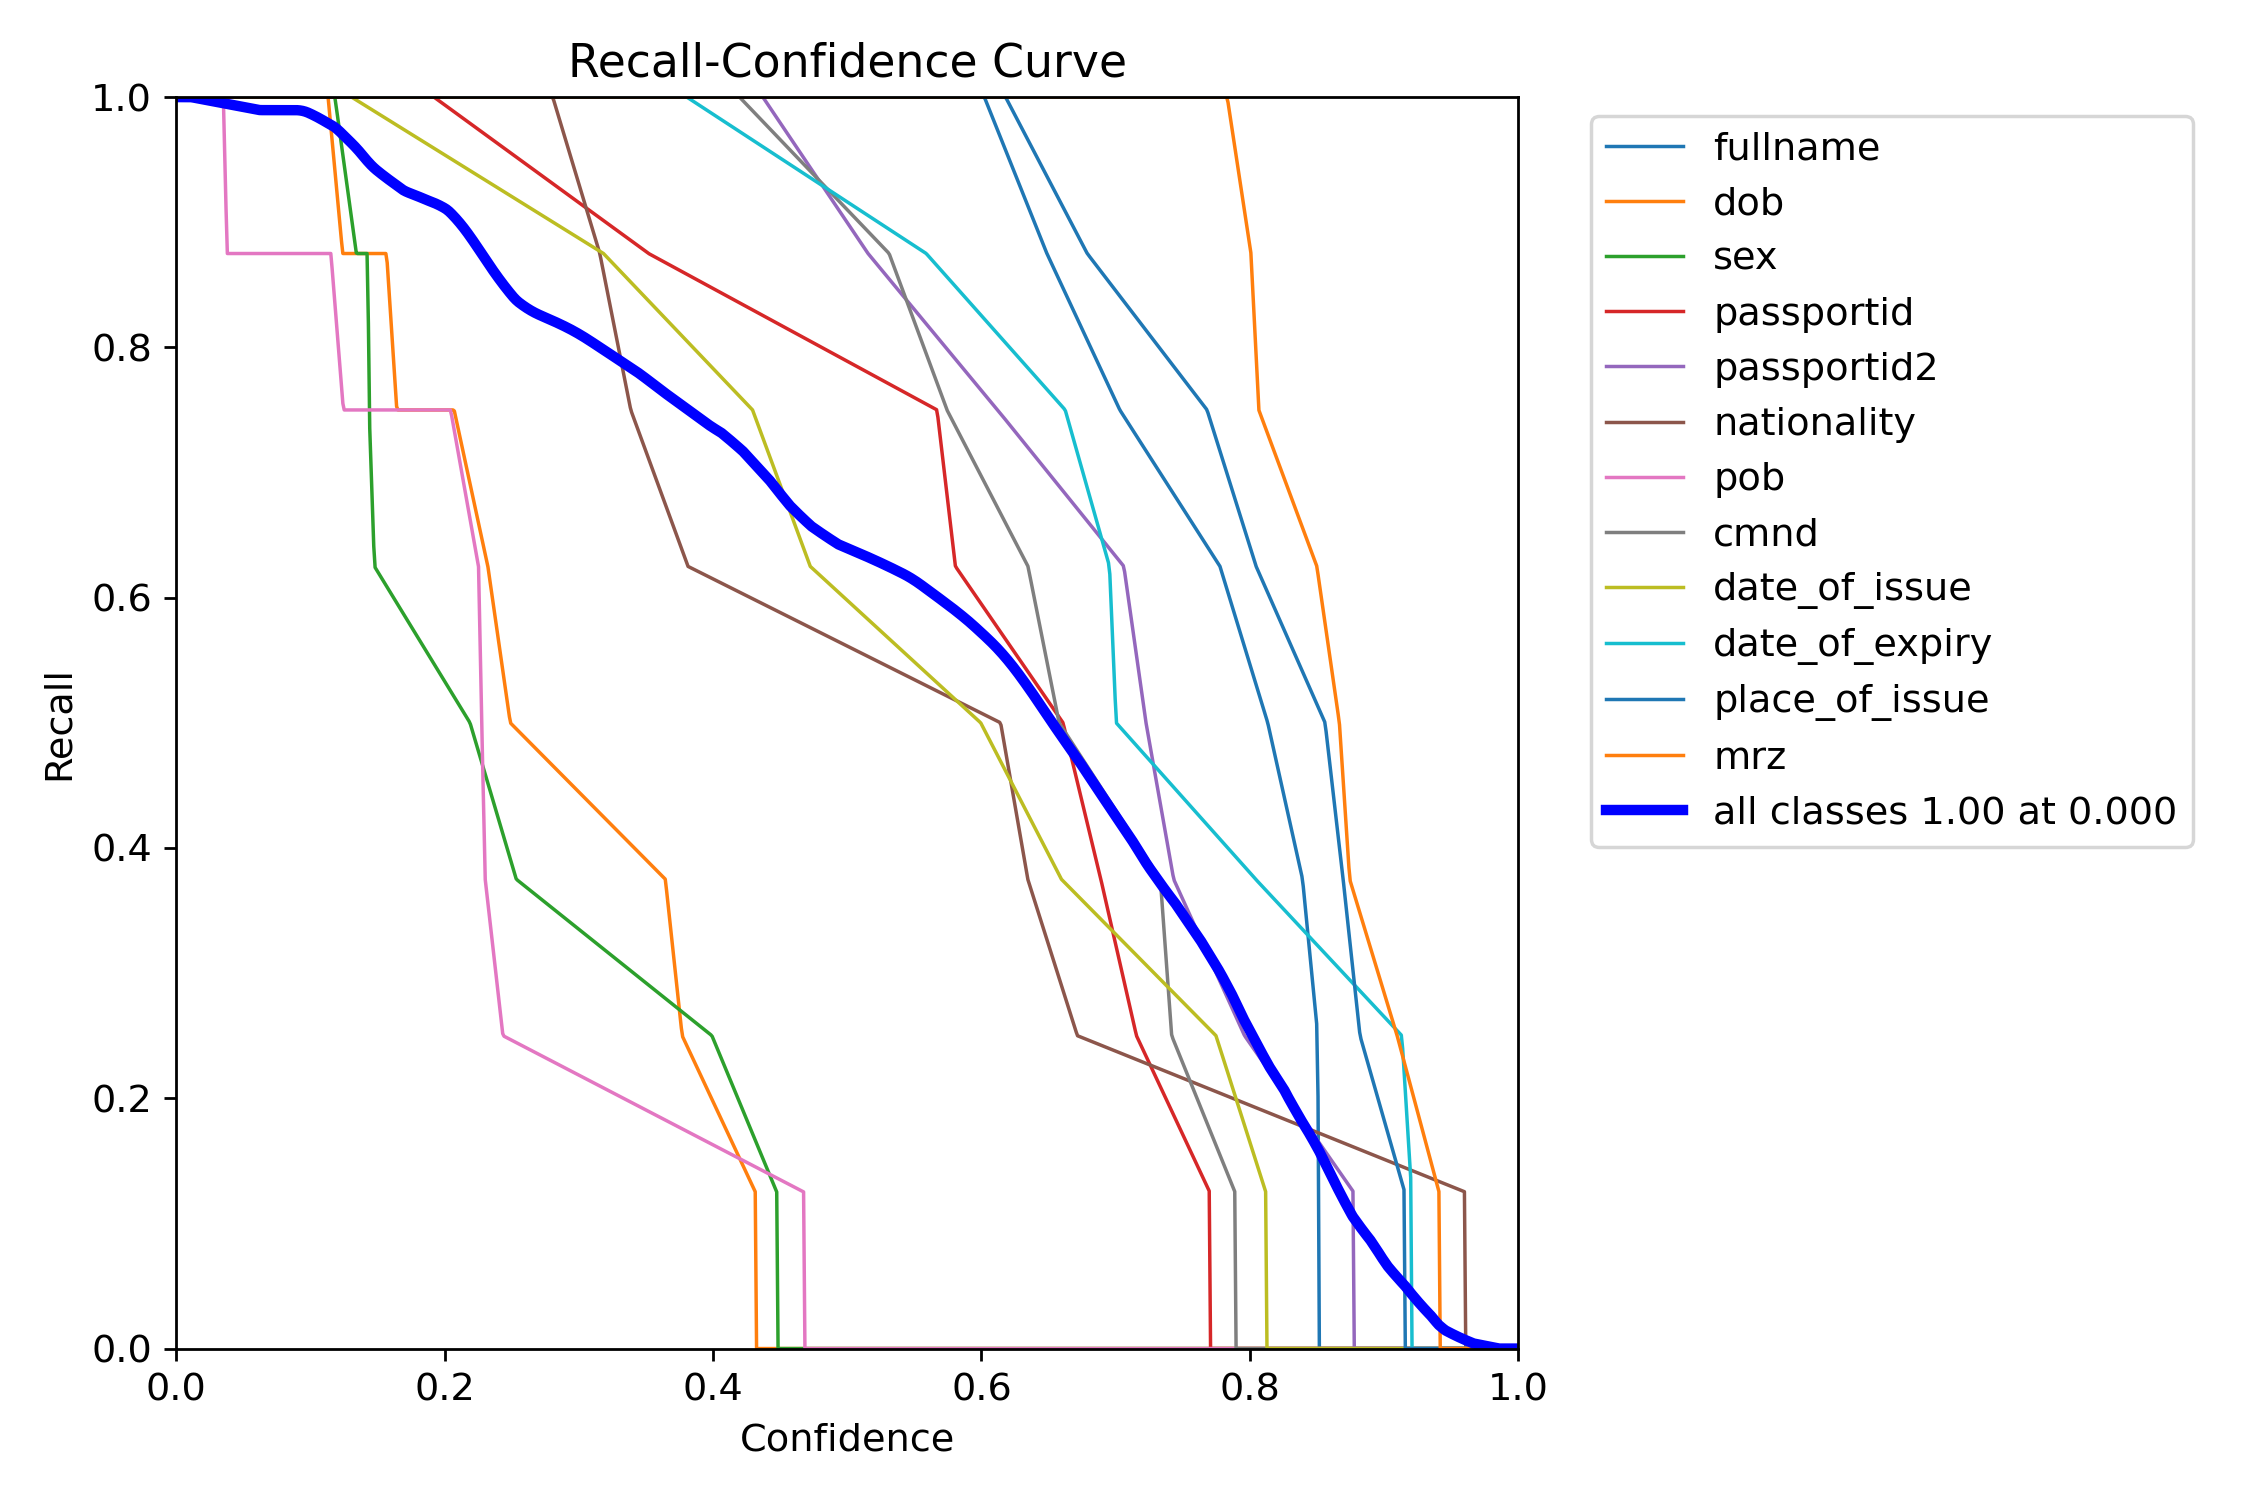 Recall-Confidence Curve
1.0
0.8
0.6
0.4
0.2
0.0
Recall
0.0 0.2 0.4 0.6 0.8 1.0
Confidence
fullname
dob
sex
passportid
passportid2
nationality
pob
cmnd
date_of_issue
date_of_expiry
place_of_issue
mrz
all classes 1.00 at 0.000